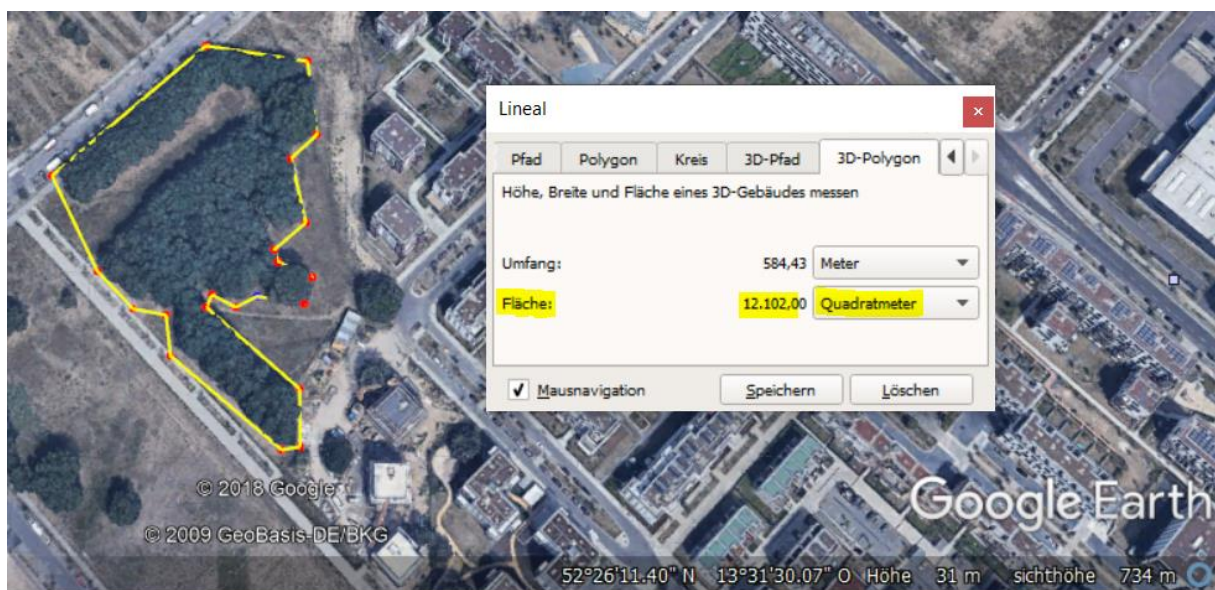 Lineal
Pfad Polygon Kreis 3D-Pfad 3D-Polygon
Höhe, Breite und Fläche eines 3D-Gebäudes messen
Umfang: 584,43 Meter
Fläche: 12.102,00 Quadratmeter
Mausnavigation Speichern Löschen
© 2018 Google
© 2009 GeoBasis-DE/BKG
Google Earth
52°26'11.40" N 13°31'30.07" O Höhe 31 m sichthöhe 734 m